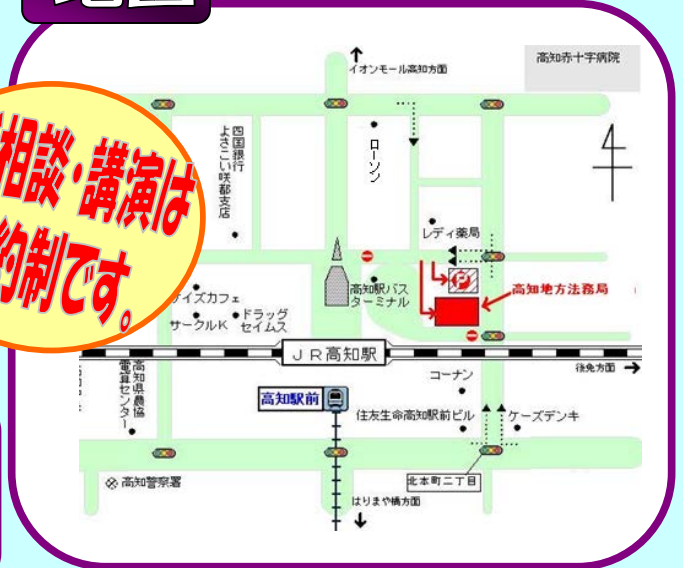 地図
相談・講演は
約制です。
イオンモール高知方面
高知赤十字病院
四国銀行
よさこい咲都支店
ローソン
レディ薬局
高知駅バス
ターミナル
高知地方法務局
イズカフェ
サークルK
ドラッグ
セイムス
JR高知駅
後免方面
高知県農協
電算センター
高知駅前
コーナン
住友生命高知駅前ビル
ケーズデンキ
高知警察署
北本町二丁目
はりまや橋方面